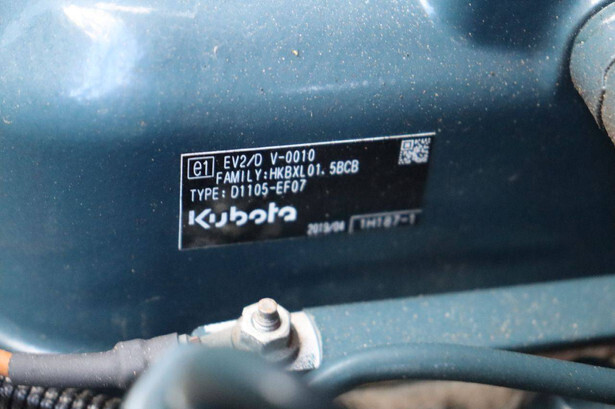 e1 EV2/D V-0010
FAMILY:HKBXL01.5BCB
TYPE: D1105-EF07
Kubota
2019/04 1H187-1